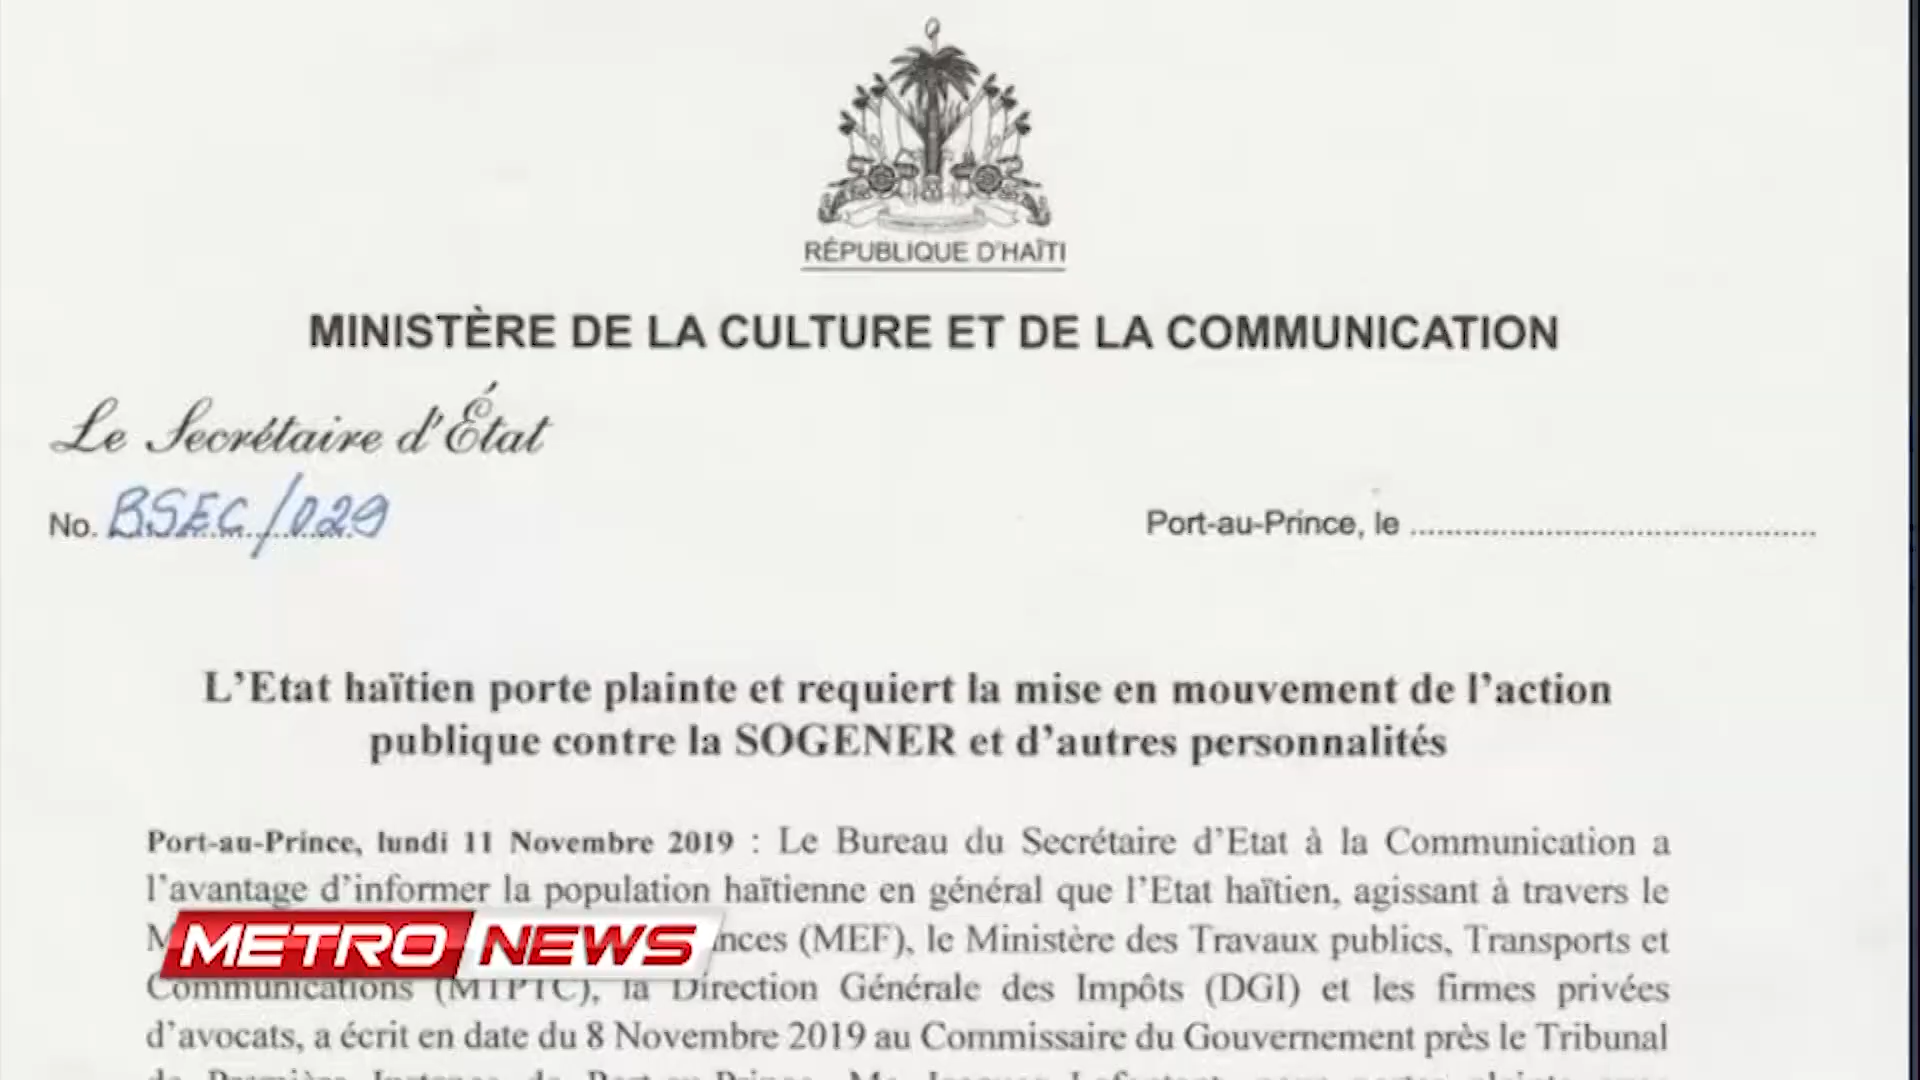 RÉPUBLIQUE D'HAÏTI
MINISTÈRE DE LA CULTURE ET DE LA COMMUNICATION
Le Secrétaire d'État
No. BSEC/029
Port-au-Prince, le
L'Etat haïtien porte plainte et requiert la mise en mouvement de l'action
publique contre la SOGENER et d'autres personnalités
Port-au-Prince, lundi 11 Novembre 2019 : Le Bureau du Secrétaire d'Etat à la Communication a
l'avantage d'informer la population haïtienne en général que l'Etat haïtien, agissant à travers le
nces (MEF), le Ministère des Travaux publics, Transports et
METRO NEWS
Communications (MTPTC), la Direction Générale des Impôts (DGI) et les firmes privées
d'avocats, a écrit en date du 8 Novembre 2019 au Commissaire du Gouvernement près le Tribunal